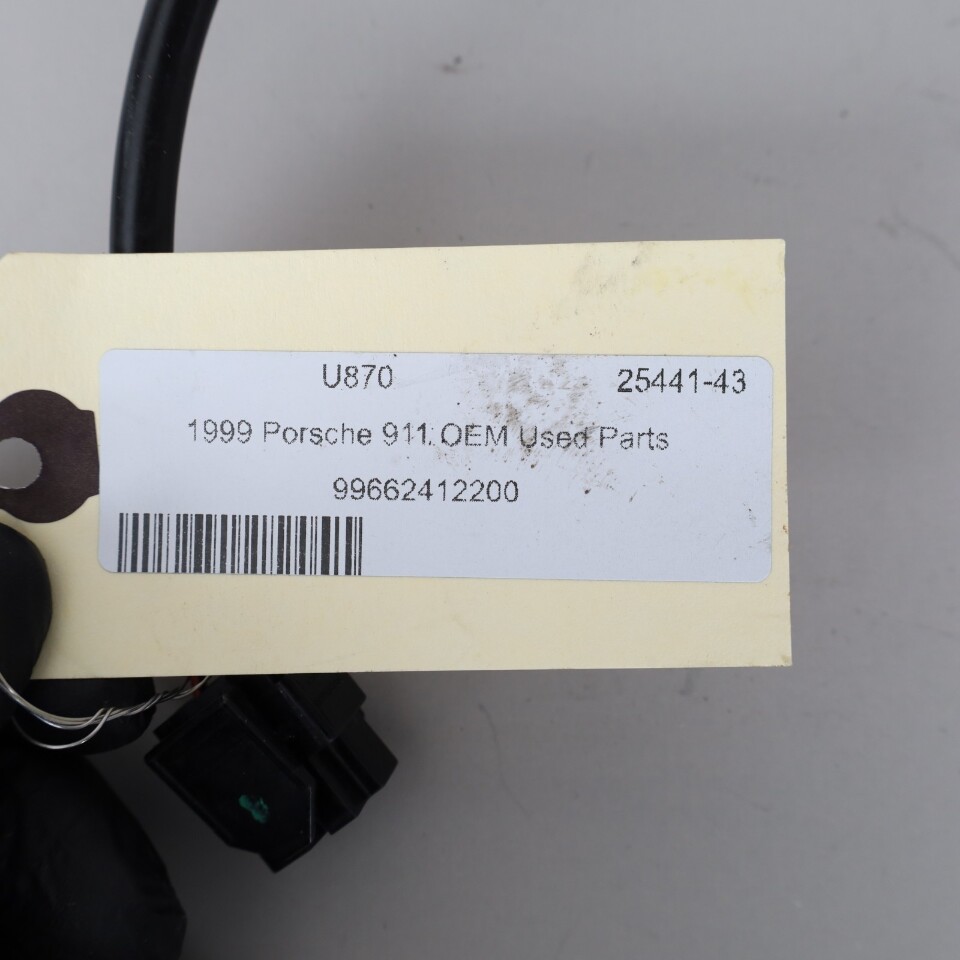 U870 25441-43
1999 Porsche 911 OEM Used Parts
99662412200